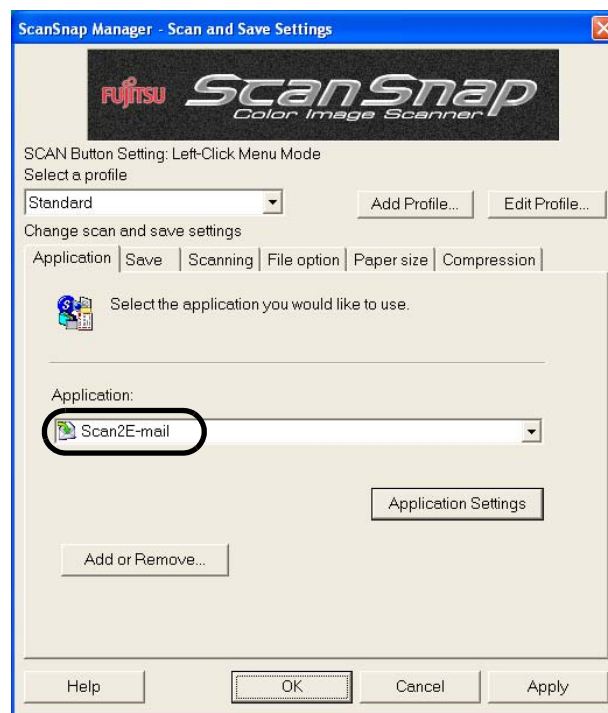 ScanSnap Manager - Scan and Save Settings
FUJITSU ScanSnap
Color Image Scanner
SCAN Button Setting: Left-Click Menu Mode
Select a profile
Standard
Add Profile...
Edit Profile...
Change scan and save settings
Application Save Scanning File option Paper size Compression
Select the application you would like to use.
Application:
Scan2E-mail
Application Settings
Add or Remove...
Help OK Cancel Apply